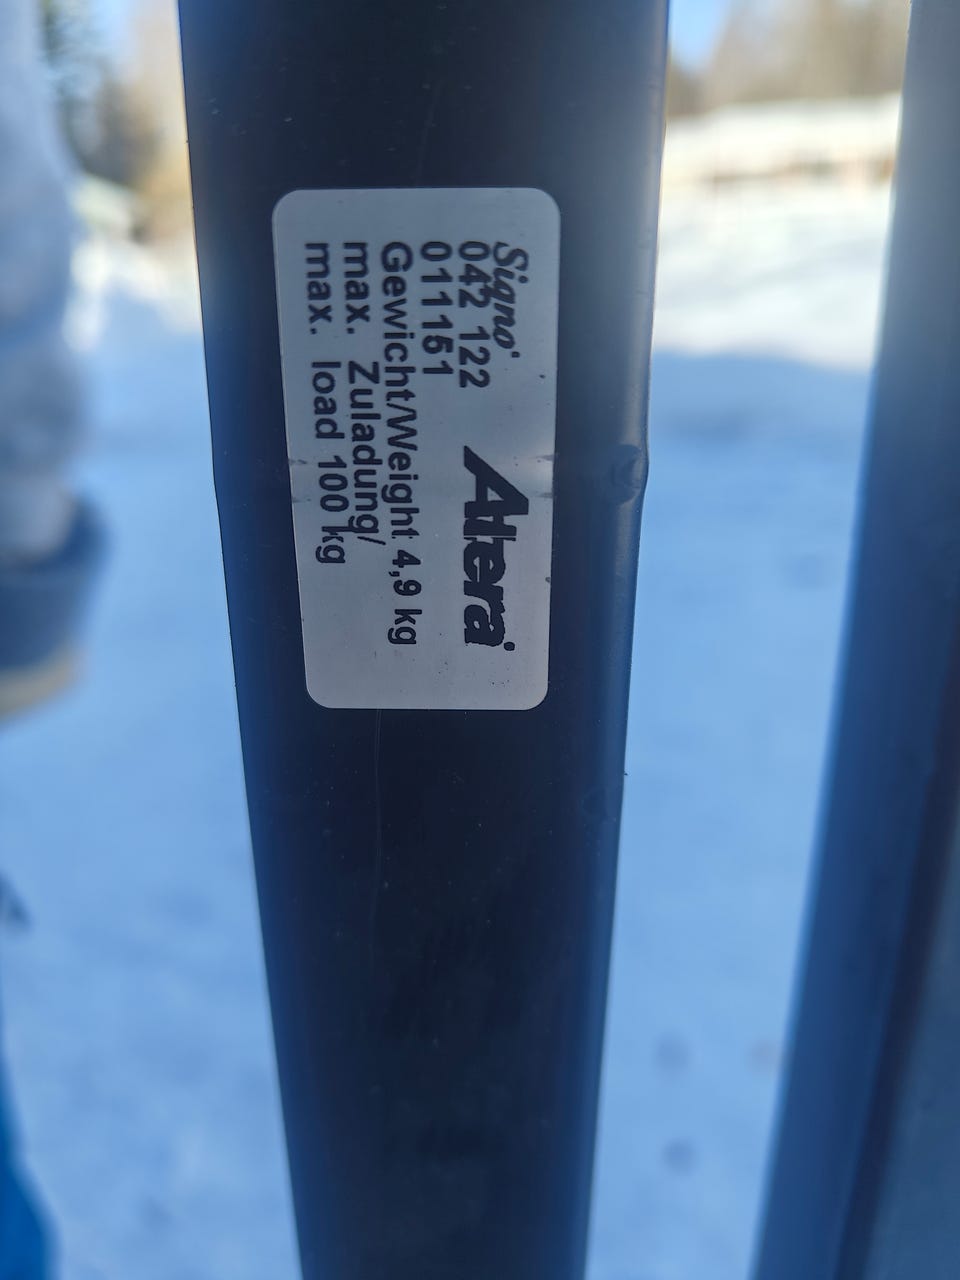 Signo
042 122
Atera
011151
Gewicht/Weight 4,9 kg
max. Zuladung/
max. load 100 kg